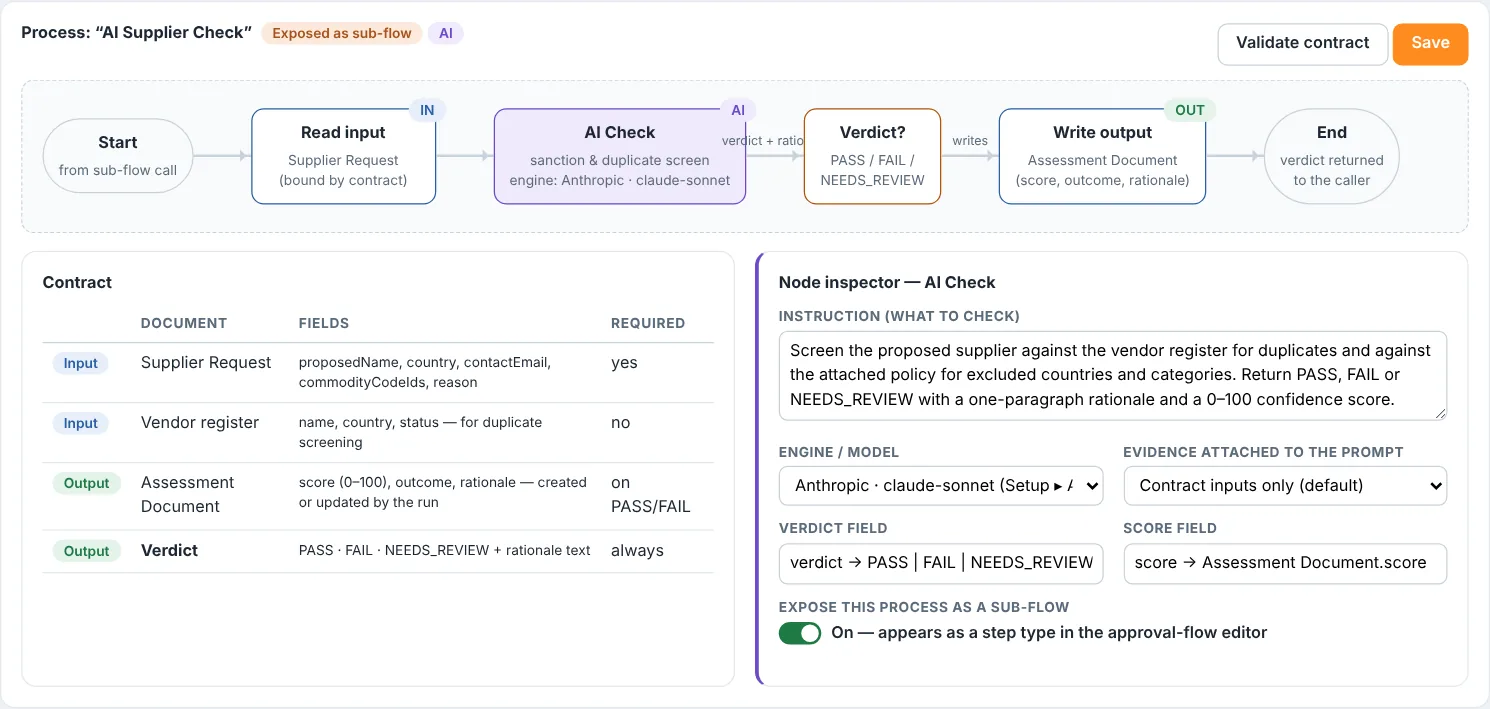 Process: “AI Supplier Check”
Exposed as sub-flow
AI
Validate contract
Save
Start
from sub-flow call
IN
Read input
Supplier Request
(bound by contract)
AI
AI Check
sanction & duplicate screen
engine: Anthropic · claude-sonnet
verdict + ratio
Verdict?
PASS / FAIL /
NEEDS_REVIEW
writes
OUT
Write output
Assessment Document
(score, outcome, rationale)
End
verdict returned
to the caller
Contract
DOCUMENT FIELDS REQUIRED
Input Supplier Request proposedName, country, contactEmail, yes
commodityCodeIds, reason
Input Vendor register name, country, status — for duplicate no
screening
Output Assessment score (0–100), outcome, rationale — created on
Document or updated by the run PASS/FAIL
Output Verdict PASS · FAIL · NEEDS_REVIEW + rationale text always
Node inspector — AI Check
INSTRUCTION (WHAT TO CHECK)
Screen the proposed supplier against the vendor register for duplicates and against
the attached policy for excluded countries and categories. Return PASS, FAIL or
NEEDS_REVIEW with a one-paragraph rationale and a 0–100 confidence score.
ENGINE / MODEL
Anthropic · claude-sonnet (Setup ▸
EVIDENCE ATTACHED TO THE PROMPT
Contract inputs only (default)
VERDICT FIELD
verdict → PASS | FAIL | NEEDS_REVIEW
SCORE FIELD
score → Assessment Document.score
EXPOSE THIS PROCESS AS A SUB-FLOW
On — appears as a step type in the approval-flow editor